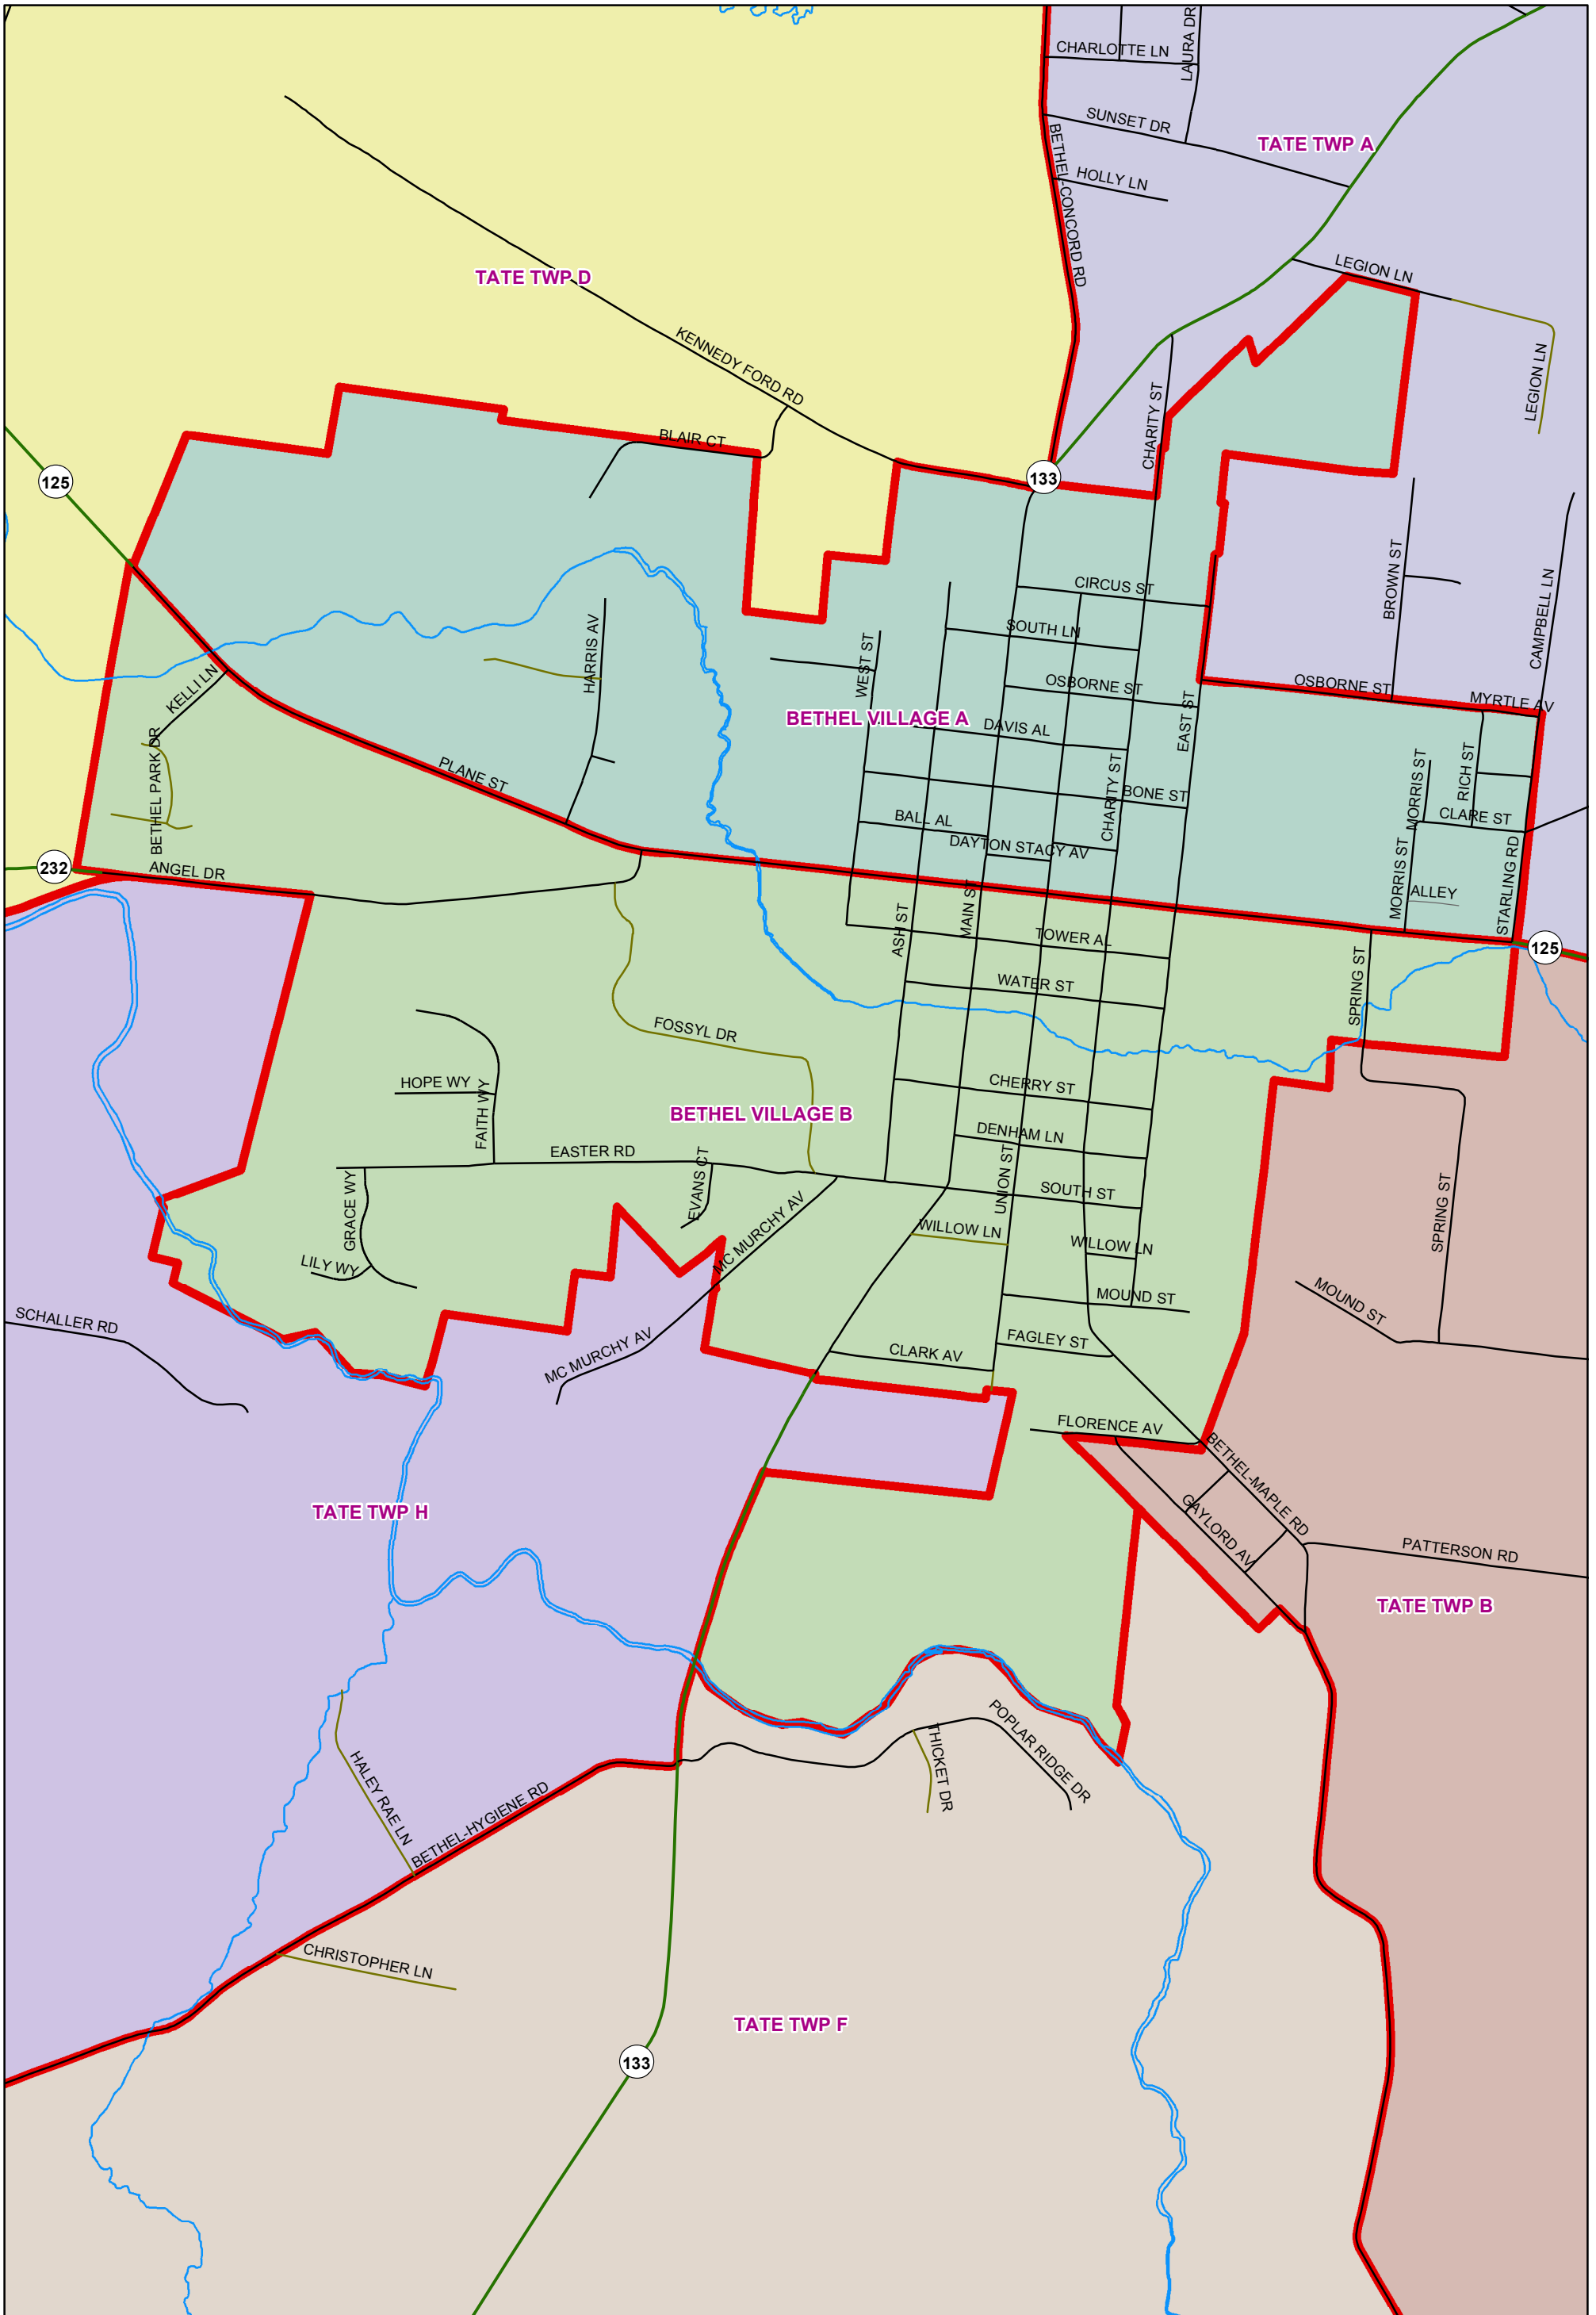 CHARLOTTE LN
LAURA DR
SUNSET DR
TATE TWP A
BETHEL-CONCORD RD
HOLLY LN
LEGION LN
TATE TWP D
KENNEDY FORD RD
LEGION LN
CHARITY ST
BLAIR CT
125
133
BROWN ST
CIRCUS ST
CAMPBELL LN
HARRIS AV
SOUTH LN
WEST ST
KELLI LN
OSBORNE ST
OSBORNE ST
MYRTLE AV
BETHEL VILLAGE A
DAVIS AL
EAST ST
BETHEL PARK DR
PLANE ST
RICH ST
MORRIS ST
CHARITY ST
BONE ST
BALL AL
CLARE ST
DAYTON STACY AV
232
ANGEL DR
MORRIS ST
ALLEY
STARLING RD
ASH ST
MAIN ST
TOWER AL
125
WATER ST
SPRING ST
FOSSYL DR
HOPE WY
FAITH WY
CHERRY ST
BETHEL VILLAGE B
DENHAM LN
EASTER RD
EVANS CT
UNION ST
SOUTH ST
GRACE WY
MC MURCHY AV
WILLOW LN
WILLOW LN
SPRING ST
LILY WY
MOUND ST
MOUND ST
SCHALLER RD
FAGLEY ST
MC MURCHY AV
CLARK AV
FLORENCE AV
BETHEL-MAPLE RD
TATE TWP H
GAYLORD AV
PATTERSON RD
TATE TWP B
POPLAR RIDGE DR
THICKET DR
HALEY RAE LN
BETHEL-HYGIENE RD
CHRISTOPHER LN
TATE TWP F
133